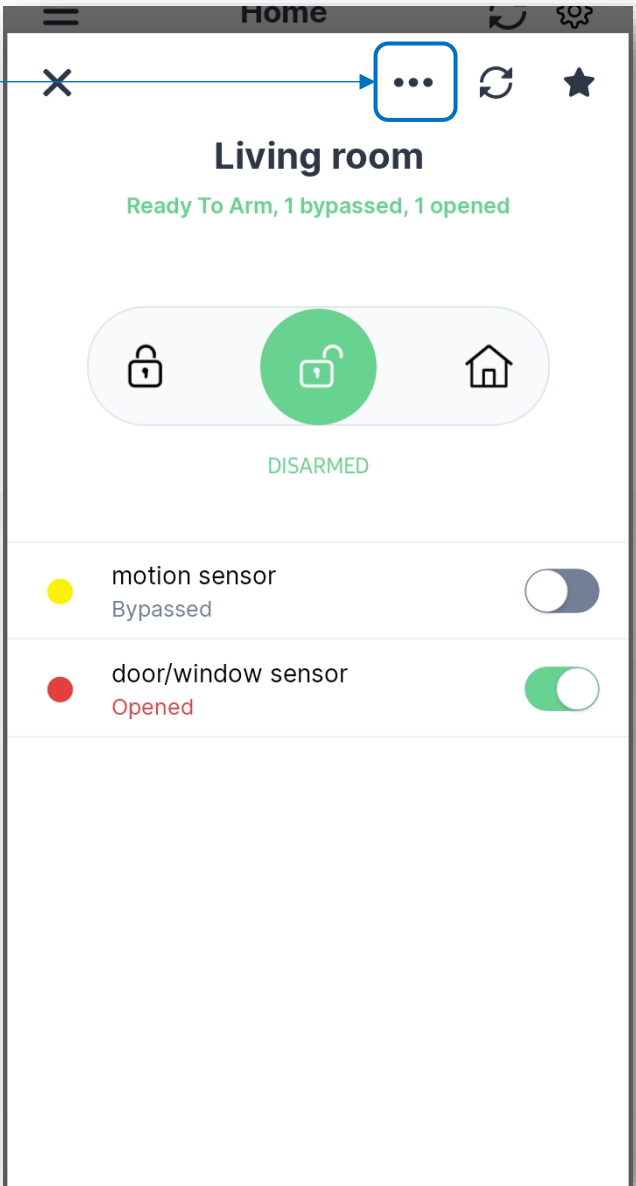 Home
Living room
Ready To Arm, 1 bypassed, 1 opened
DISARMED
motion sensor
Bypassed
door/window sensor
Opened